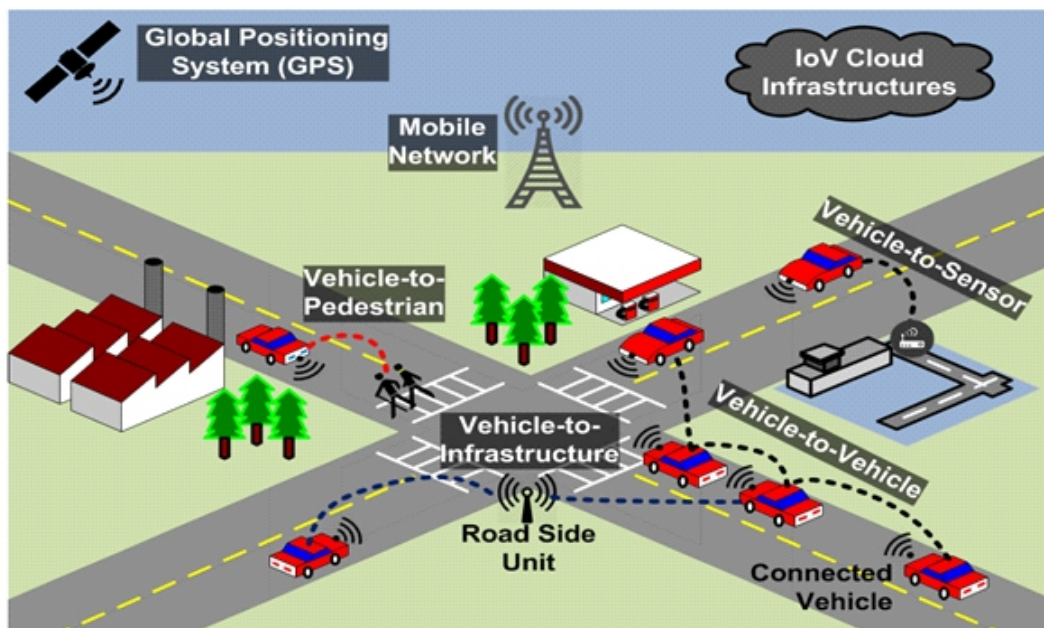 Global Positioning
System (GPS)
IoV Cloud
Infrastructures
Mobile
Network
Vehicle-to-Sensor
Vehicle-to-
Pedestrian
Vehicle-to-
Infrastructure
Vehicle-to-Vehicle
Road Side
Unit
Connected
Vehicle